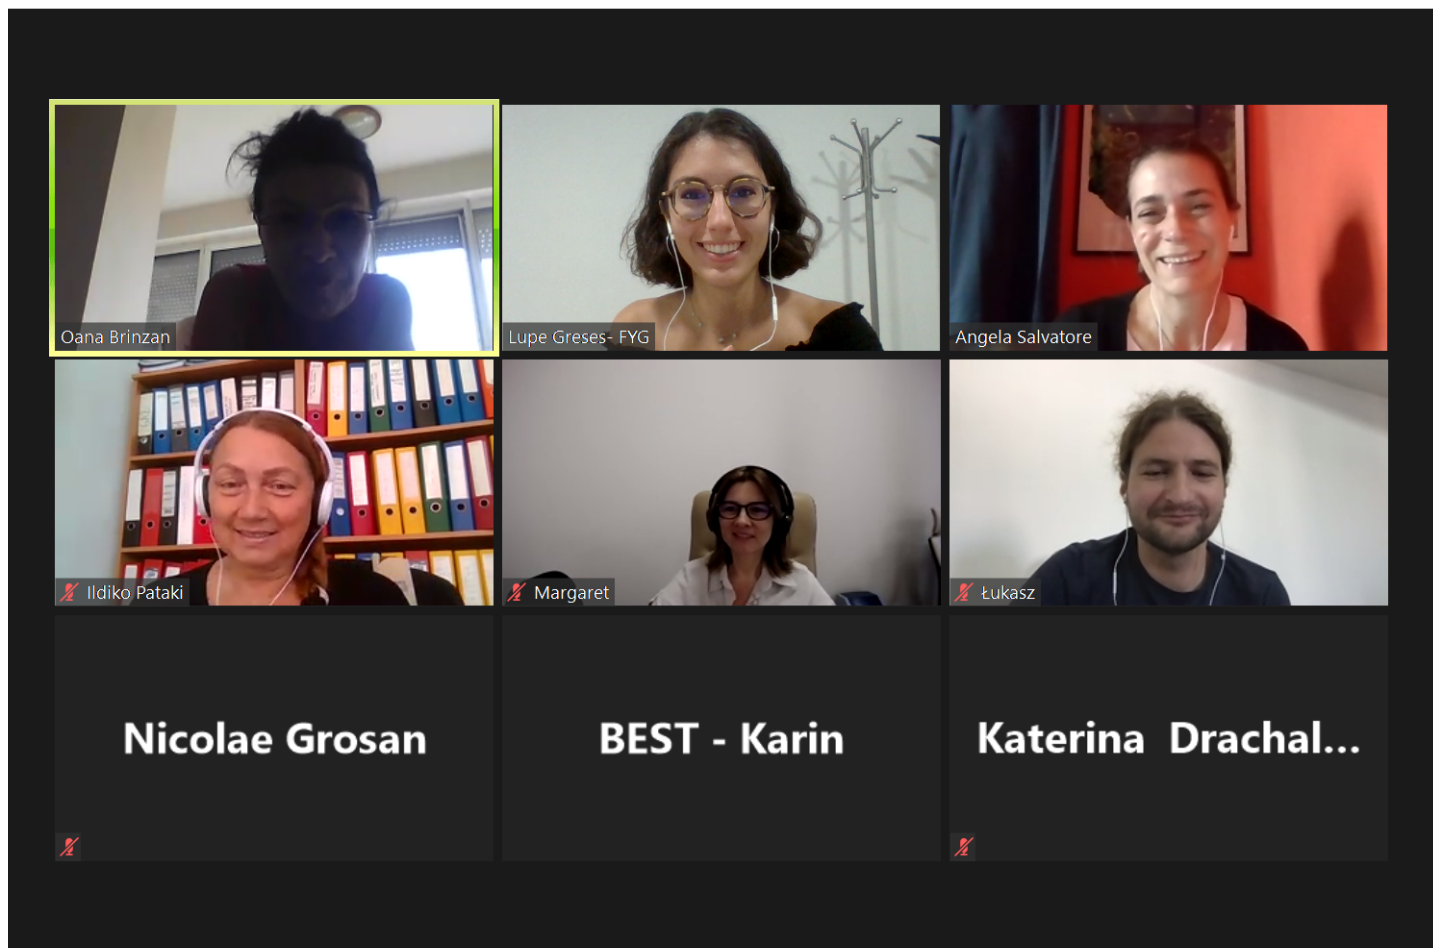 Oana Brinzan
Lupe Greses- FYG
Angela Salvatore
Ildiko Pataki
Margaret
Łukasz
Nicolae Grosan
BEST - Karin
Katerina Drachal...